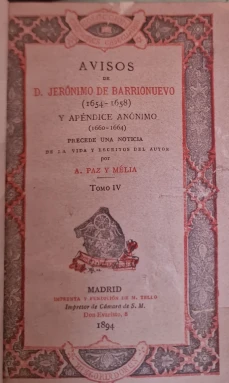 AVISOS
DE
D. JERÓNIMO DE BARRIONUEVO
(1654-1658)
Y APÉNDICE ANÓNIMO
(1660-1664)
PRECEDE UNA NOTICIA
DE LA VIDA Y ESCRITOS DEL AUTOR
por
A. PAZ Y MÉLIA
TOMO IV
MADRID
IMPRENTA Y FUNDICIÓN DE M. TELLO
Impresor de Cámara de S. M.
Don Evaristo, 8
1894